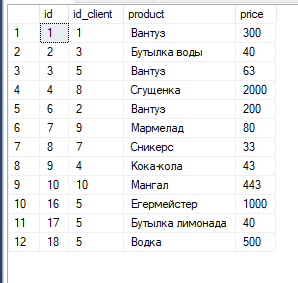 id id_client product price
1 1 1 Вантуз 300
2 2 3 Бутылка воды 40
3 3 5 Вантуз 63
4 4 8 Сгущенка 2000
5 6 2 Вантуз 200
6 7 9 Мармелад 80
7 8 7 Сникерс 33
8 9 4 Кока-кола 43
9 10 10 Мангал 443
10 16 5 Егермейстер 1000
11 17 5 Бутылка лимонада 40
12 18 5 Водка 500